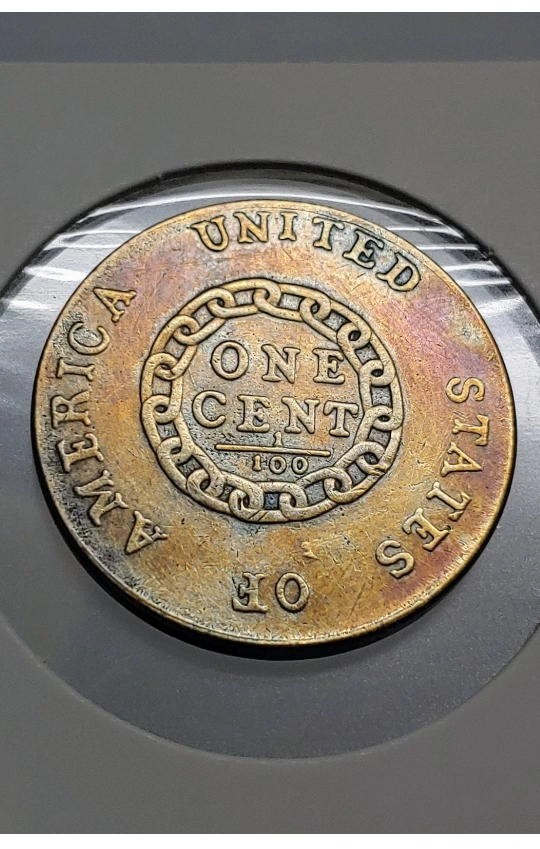 UNITED STATES OF AMERICA
ONE
CENT
1
100